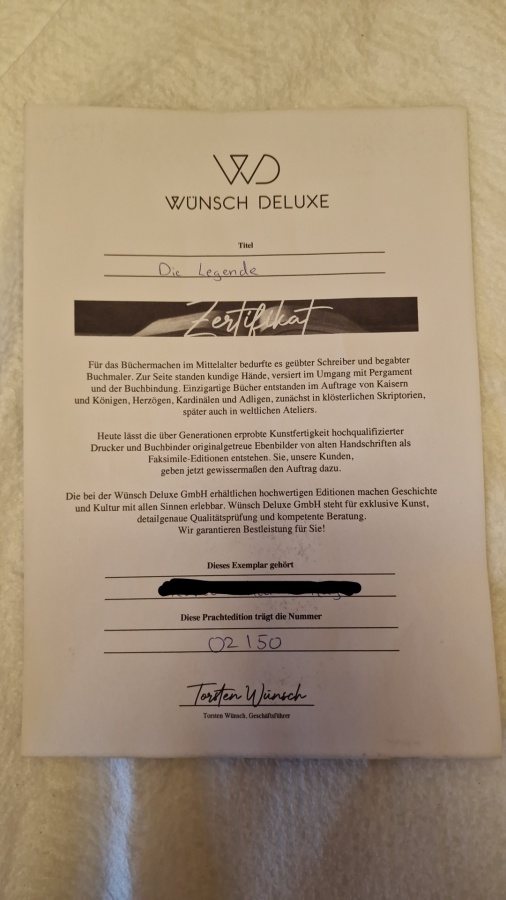 WD
WÜNSCH DELUXE
Titel
Die Legende
Zertifikat
Für das Büchermachen im Mittelalter bedurfte es geübter Schreiber und begabter
Buchmaler. Zur Seite standen kundige Hände, versiert im Umgang mit Pergament
und der Buchbindung. Einzigartige Bücher entstanden im Auftrage von Kaisern
und Königen, Herzögen, Kardinälen und Adligen, zunächst in klösterlichen Skriptorien,
später auch in weltlichen Ateliers.
Heute lässt die über Generationen erprobte Kunstfertigkeit hochqualifizierter
Drucker und Buchbinder originalgetreue Ebenbilder von alten Handschriften als
Faksimile-Editionen entstehen. Sie, unsere Kunden,
geben jetzt gewissermaßen den Auftrag dazu.
Die bei der Wünsch Deluxe GmbH erhältlichen hochwertigen Editionen machen Geschichte
und Kultur mit allen Sinnen erlebbar. Wünsch Deluxe GmbH steht für exklusive Kunst,
detailgenaue Qualitätsprüfung und kompetente Beratung.
Wir garantieren Bestleistung für Sie!
Dieses Exemplar gehört
Diese Prachtedition trägt die Nummer
02150
Torsten Wünsch
Torsten Wünsch, Geschäftsführer